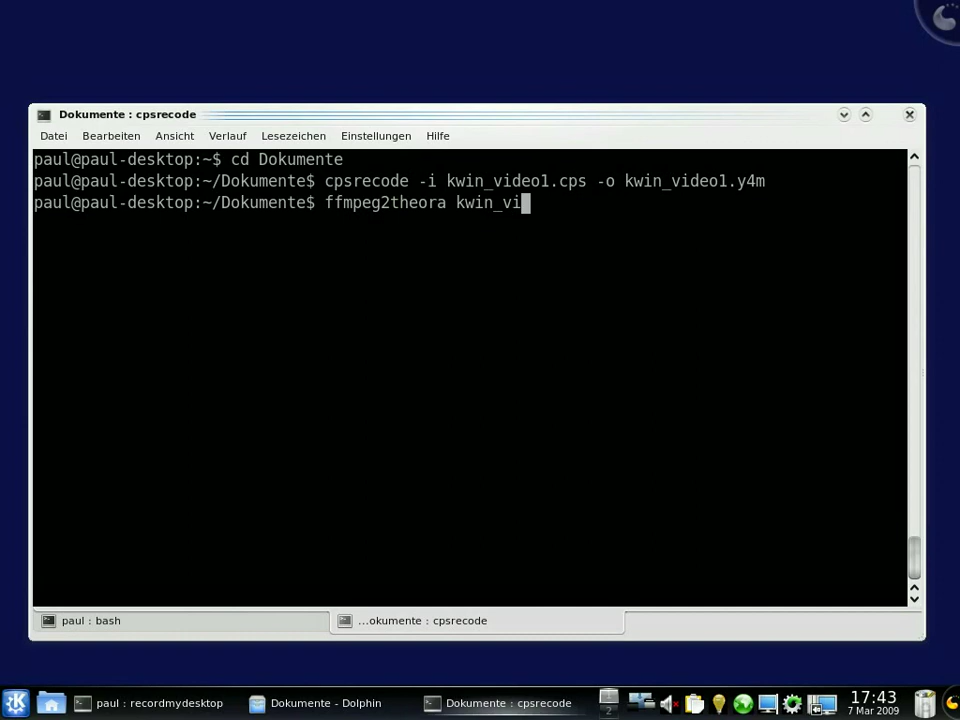 Dokumente : cpsrecode
Datei Bearbeiten Ansicht Verlauf Lesezeichen Einstellungen Hilfe
paul@paul-desktop:~$ cd Dokumente
paul@paul-desktop:~/Dokumente$ cpsrecode -i kwin_video1.cps -o kwin_video1.y4m
paul@paul-desktop:~/Dokumente$ ffmpeg2theora kwin_vi
paul : bash
...okumente : cpsrecode
paul : recordmydesktop
Dokumente - Dolphin
Dokumente : cpsrecode
1
2
17:43
7 Mar 2009